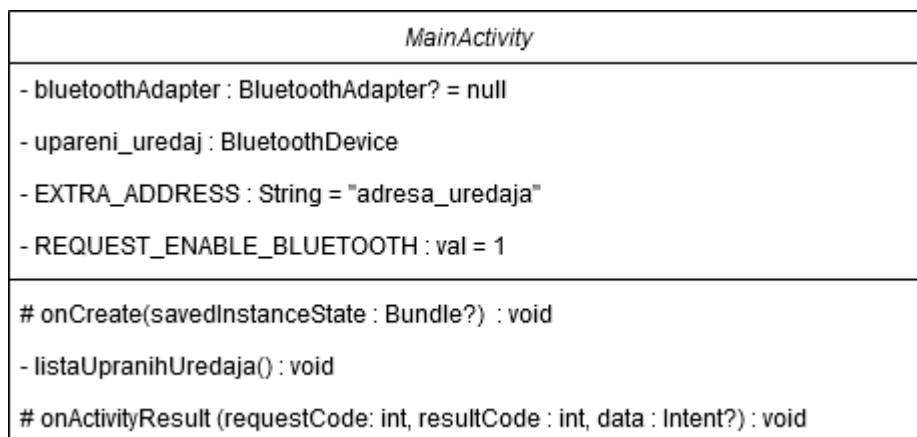 MainActivity
- bluetoothAdapter : BluetoothAdapter? = null
- upareni_uredaj : BluetoothDevice
- EXTRA_ADDRESS : String = "adresa_uredaja"
- REQUEST_ENABLE_BLUETOOTH : val = 1
# onCreate(savedInstanceState : Bundle?) : void
- listaUpranihUredaja() : void
# onActivityResult (requestCode: int, resultCode : int, data : Intent?) : void